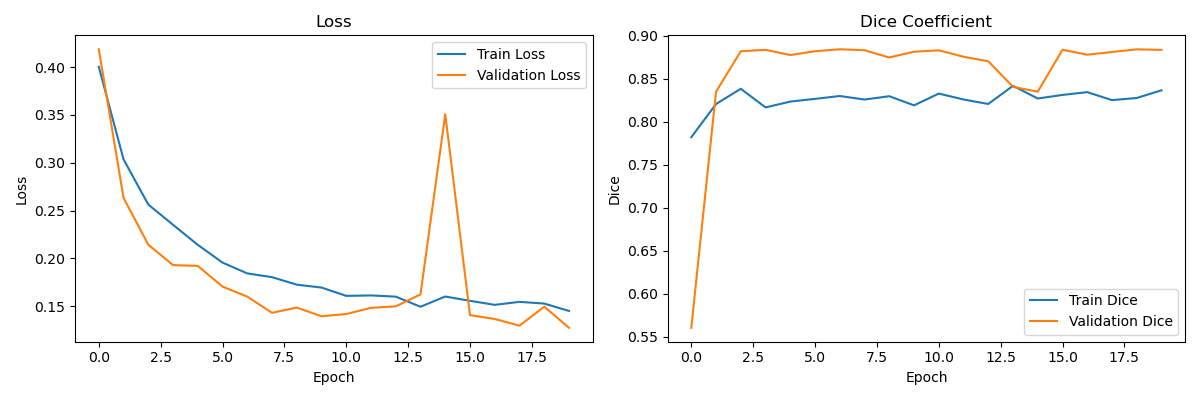 Loss
Train Loss
Validation Loss
0.40
0.35
0.30
0.25
0.20
0.15
Loss
0.0 2.5 5.0 7.5 10.0 12.5 15.0 17.5
Epoch
Dice Coefficient
0.90
0.85
0.80
0.75
0.70
0.65
0.60
0.55
Dice
Train Dice
Validation Dice
0.0 2.5 5.0 7.5 10.0 12.5 15.0 17.5
Epoch